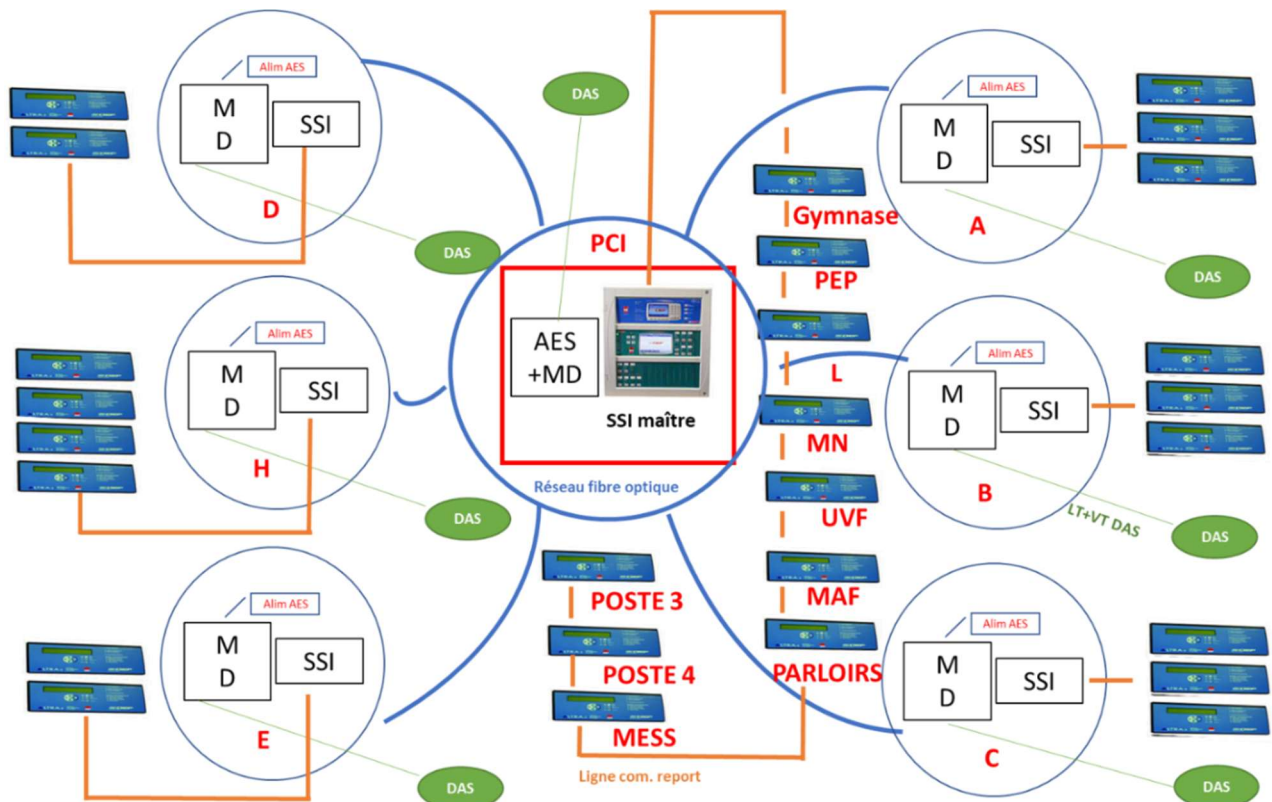 Alim AES
M
D
SSI
D
DAS
DAS
PCI
AES
+MD
SSI maître
Réseau fibre optique
Alim AES
M
D
SSI
A
DAS
Gymnase
PEP
L
MN
UVF
MAF
PARLOIRS
Alim AES
M
D
SSI
H
DAS
Alim AES
M
D
SSI
B
LT+VT DAS
DAS
POSTE 3
POSTE 4
MESS
Ligne com. report
Alim AES
M
D
SSI
E
DAS
Alim AES
M
D
SSI
C
DAS